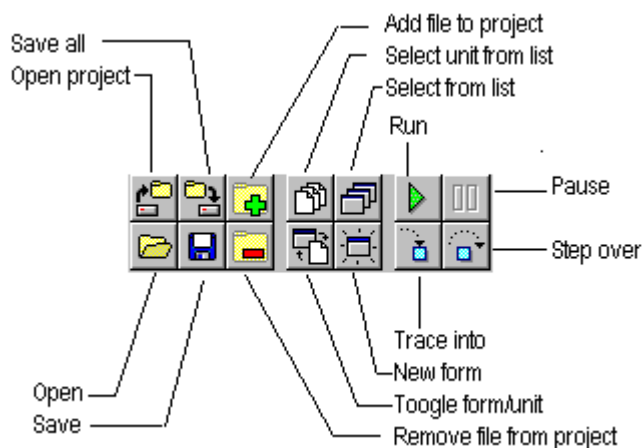 Add file to project
Save all
Select unit from list
Open project
Select from list
Run
Pause
Step over
Trace into
New form
Open
Toogle form/unit
Save
Remove file from project